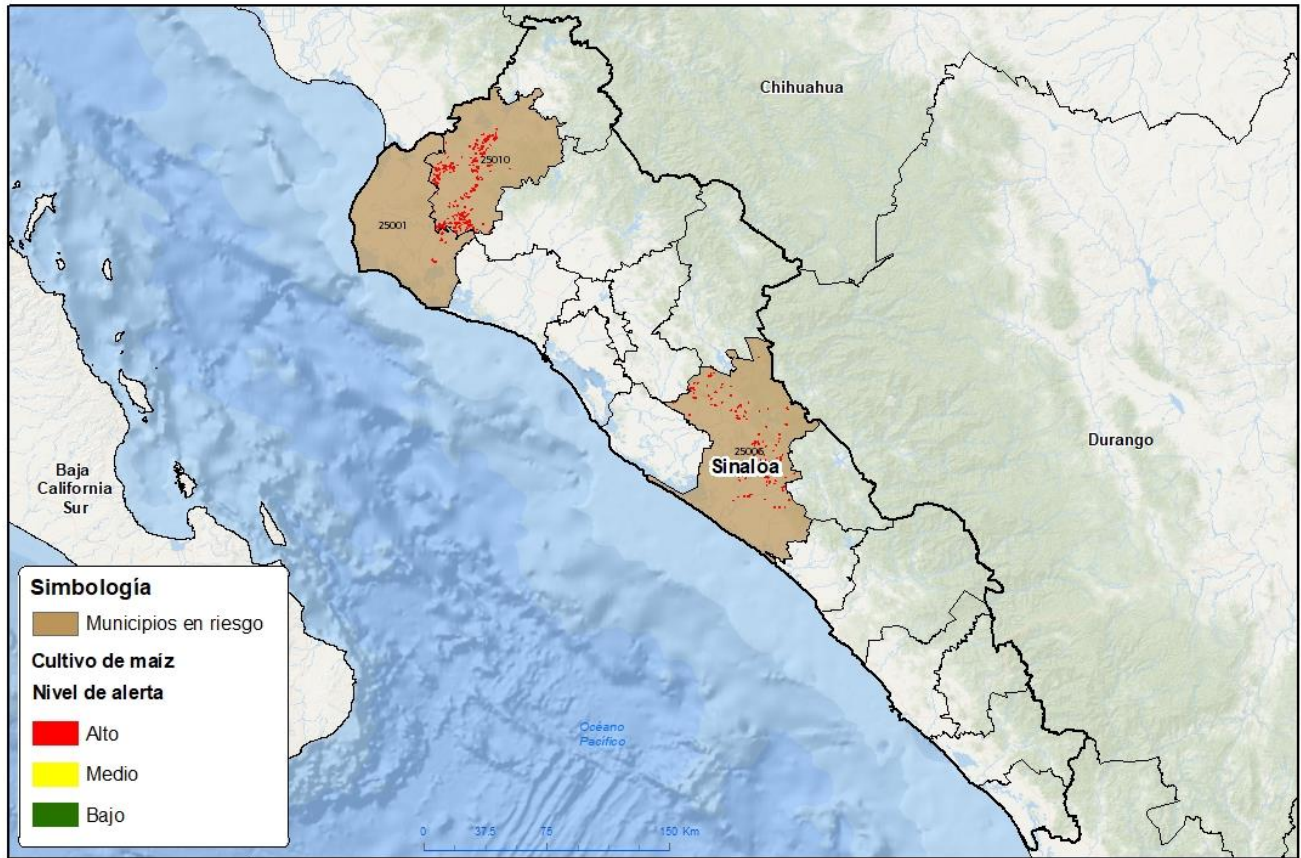 Chihuahua
25010
25001
Durango
25006
Sinaloa
Baja
California
Sur
Simbología
Municipios en riesgo
Cultivo de maíz
Nivel de alerta
Alto
Medio
Bajo
Océano
Pacífico
0 37.5 75 150 Km